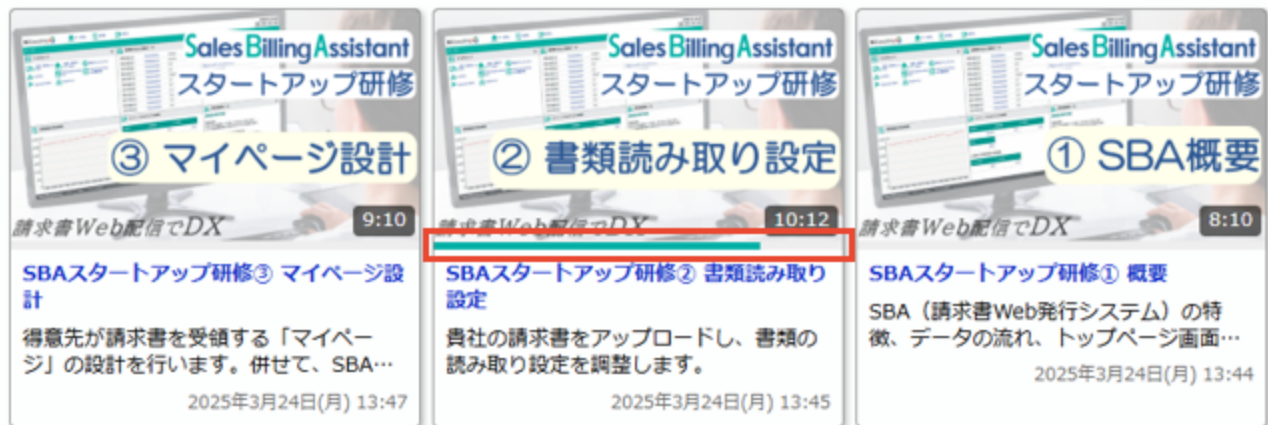 Sales Billing Assistant
スタートアップ研修
③ マイページ設計
請求書Web配信でDX
9:10
SBAスタートアップ研修③ マイページ設
計
得意先が請求書を受領する「マイペー
ジ」の設計を行います。併せて、SBA…
2025年3月24日(月) 13:47
Sales Billing Assistant
スタートアップ研修
② 書類読み取り設定
請求書Web配信でDX
10:12
SBAスタートアップ研修② 書類読み取り
設定
貴社の請求書をアップロードし、書類の
読み取り設定を調整します。
2025年3月24日(月) 13:45
Sales Billing Assistant
スタートアップ研修
① SBA概要
請求書Web配信でDX
8:10
SBAスタートアップ研修① 概要
SBA（請求書Web発行システム）の特
徴、データの流れ、トップページ画面…
2025年3月24日(月) 13:44